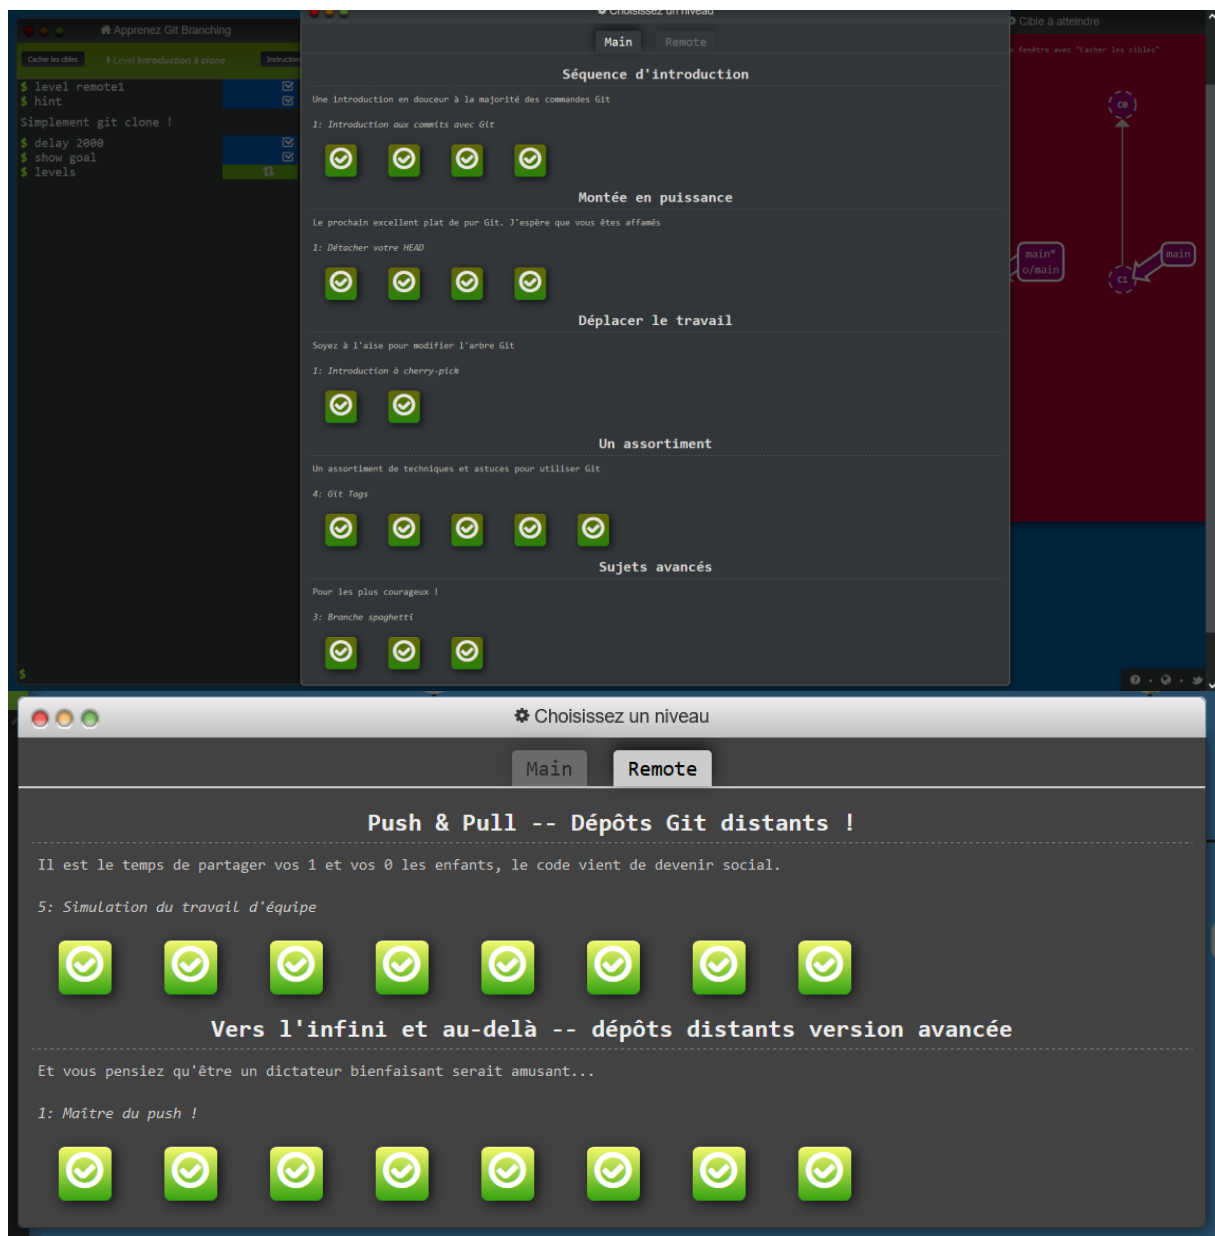 Apprenez Git Branching
Cacher les cibles
Level Introduction à clone
Instruction
$ level remote1
$ hint
Simplement git clone !
$ delay 2000
$ show goal
$ levels
$
Choisissez un niveau
Main
Remote
Séquence d'introduction
Une introduction en douceur à la majorité des commandes Git
1: Introduction aux commits avec Git
Montée en puissance
Le prochain excellent plat de pur Git. J'espère que vous êtes affamés
1: Détacher votre HEAD
Déplacer le travail
Soyez à l'aise pour modifier l'arbre Git
1: Introduction à cherry-pick
Un assortiment
Un assortiment de techniques et astuces pour utiliser Git
4: Git Tags
Sujets avancés
Pour les plus courageux !
3: Branche spaghetti
Cible à atteindre
fenêtre avec "Cacher les cibles"
C0
main*
o/main
C1
main
Choisissez un niveau
Main
Remote
Push & Pull -- Dépôts Git distants !
Il est le temps de partager vos 1 et vos 0 les enfants, le code vient de devenir social.
5: Simulation du travail d'équipe
Vers l'infini et au-delà -- dépôts distants version avancée
Et vous pensiez qu'être un dictateur bienfaisant serait amusant...
1: Maître du push !